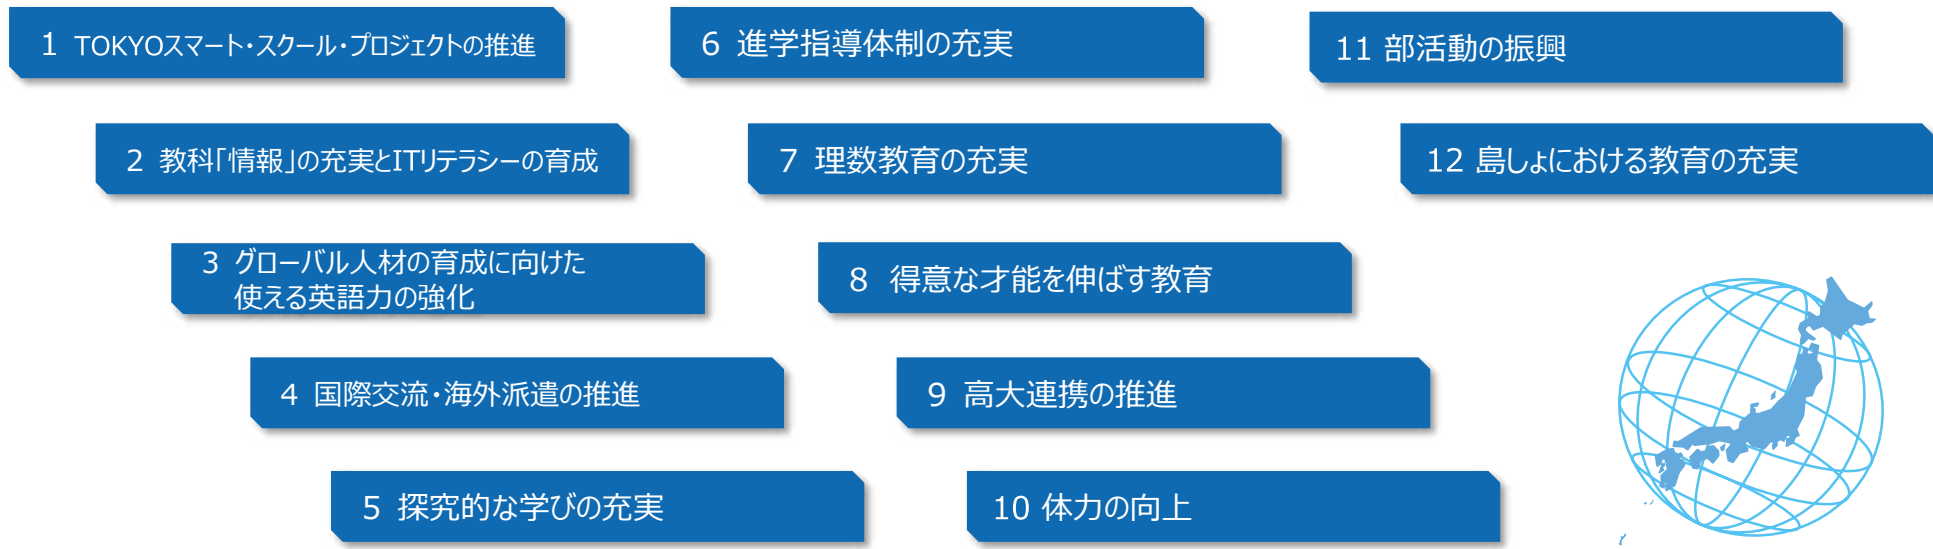 1 TOKYOスマート・スクール・プロジェクトの推進
2 教科「情報」の充実とITリテラシーの育成
3 グローバル人材の育成に向けた
使える英語力の強化
4 国際交流・海外派遣の推進
5 探究的な学びの充実
6 進学指導体制の充実
7 理数教育の充実
8 得意な才能を伸ばす教育
9 高大連携の推進
10 体力の向上
11 部活動の振興
12 島しょにおける教育の充実